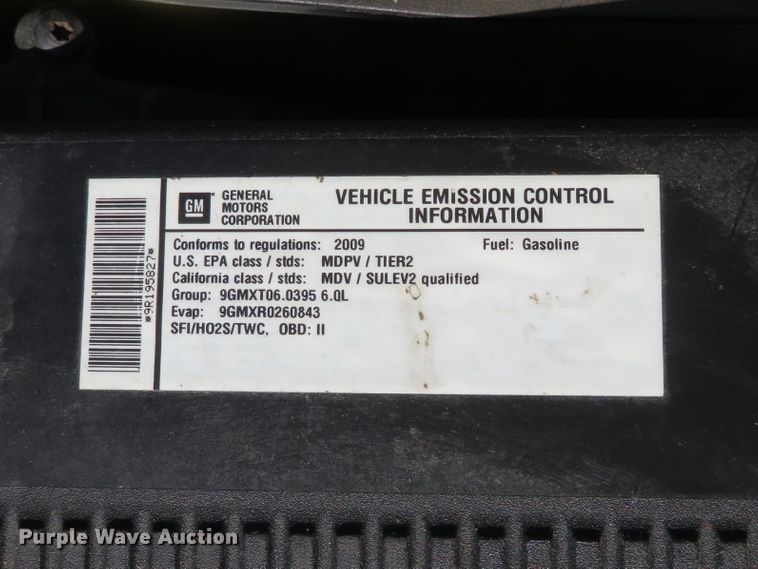 GM
GENERAL
MOTORS
CORPORATION
VEHICLE EMISSION CONTROL
INFORMATION
Conforms to regulations: 2009 Fuel: Gasoline
U.S. EPA class / stds: MDPV / TIER2
California class / stds: MDV / SULEV2 qualified
Group: 9GMXT06.0395 6.0L
Evap: 9GMXR0260843
SFI/HO2S/TWC, OBD: II
*9R195827*
Purple Wave Auction